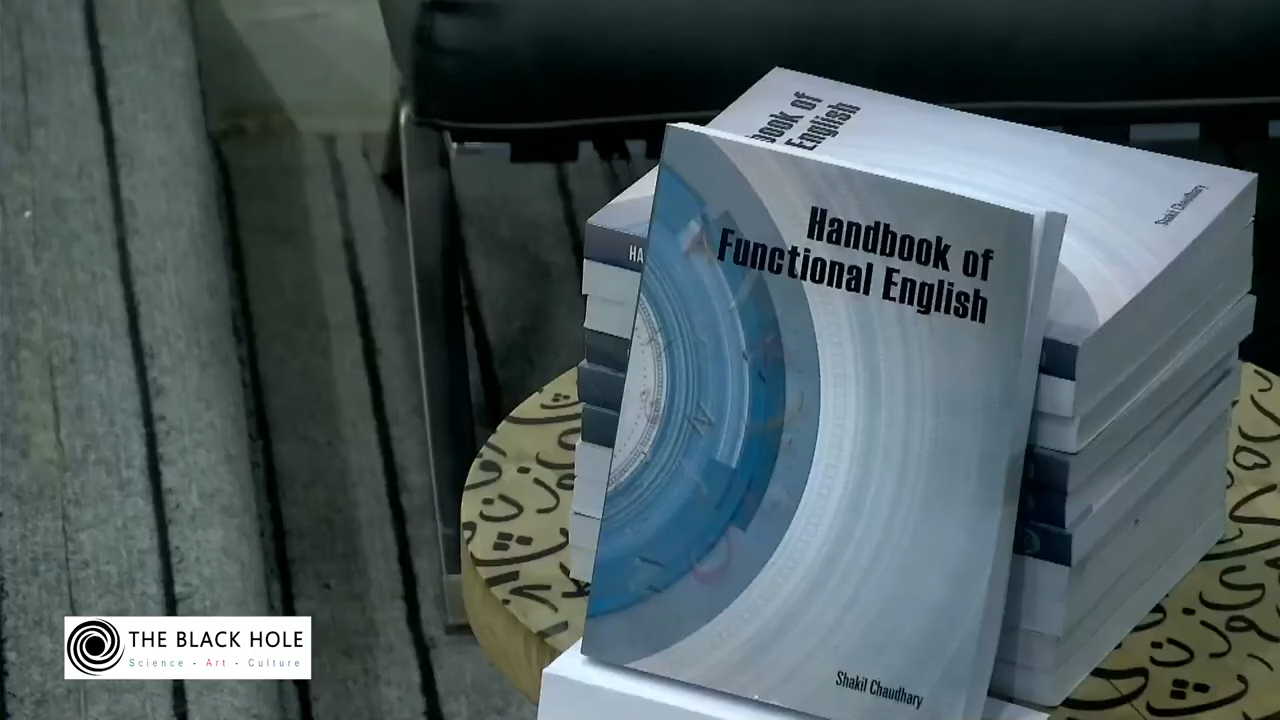 book of
English
Shakil Chaudhary
Handbook of
Functional English
HA
Shakil Chaudhary
THE BLACK HOLE
Science - Art - Culture